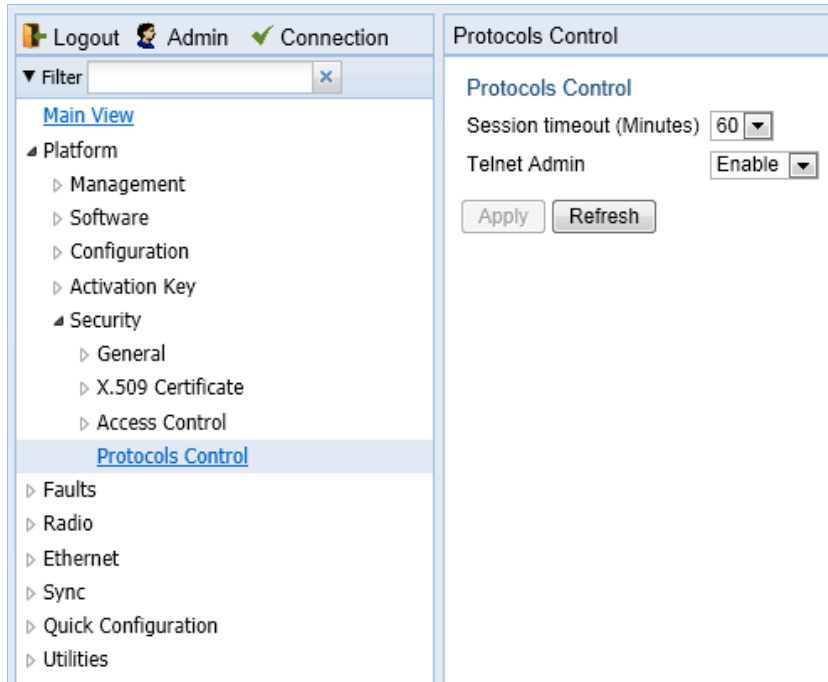 Logout Admin Connection
Filter
Main View
Platform
Management
Software
Configuration
Activation Key
Security
General
X.509 Certificate
Access Control
Protocols Control
Faults
Radio
Ethernet
Sync
Quick Configuration
Utilities
Protocols Control
Protocols Control
Session timeout (Minutes) 60
Telnet Admin Enable
Apply Refresh